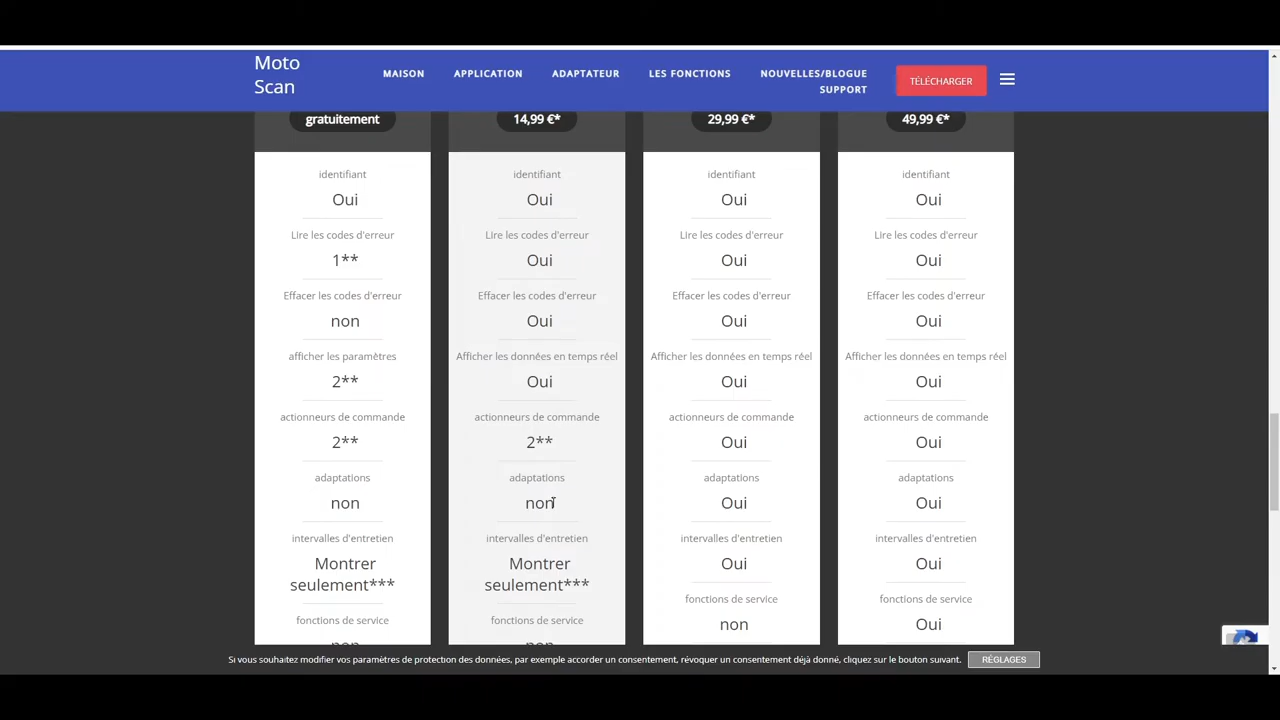 Moto
Scan
MAISON
APPLICATION
ADAPTATEUR
LES FONCTIONS
NOUVELLES/BLOGUE
SUPPORT
TÉLÉCHARGER
gratuitement
identifiant
Oui
Lire les codes d'erreur
1**
Effacer les codes d'erreur
non
afficher les paramètres
2**
actionneurs de commande
2**
adaptations
non
intervalles d'entretien
Montrer
seulement***
fonctions de service
non
14,99 €*
identifiant
Oui
Lire les codes d'erreur
Oui
Effacer les codes d'erreur
Oui
Afficher les données en temps réel
Oui
actionneurs de commande
2**
adaptations
non
intervalles d'entretien
Montrer
seulement***
fonctions de service
non
29,99 €*
identifiant
Oui
Lire les codes d'erreur
Oui
Effacer les codes d'erreur
Oui
Afficher les données en temps réel
Oui
actionneurs de commande
Oui
adaptations
Oui
intervalles d'entretien
Oui
fonctions de service
non
49,99 €*
identifiant
Oui
Lire les codes d'erreur
Oui
Effacer les codes d'erreur
Oui
Afficher les données en temps réel
Oui
actionneurs de commande
Oui
adaptations
Oui
intervalles d'entretien
Oui
fonctions de service
Oui
Si vous souhaitez modifier vos paramètres de protection des données, par exemple accorder un consentement, révoquer un consentement déjà donné, cliquez sur le bouton suivant.
RÉGLAGES